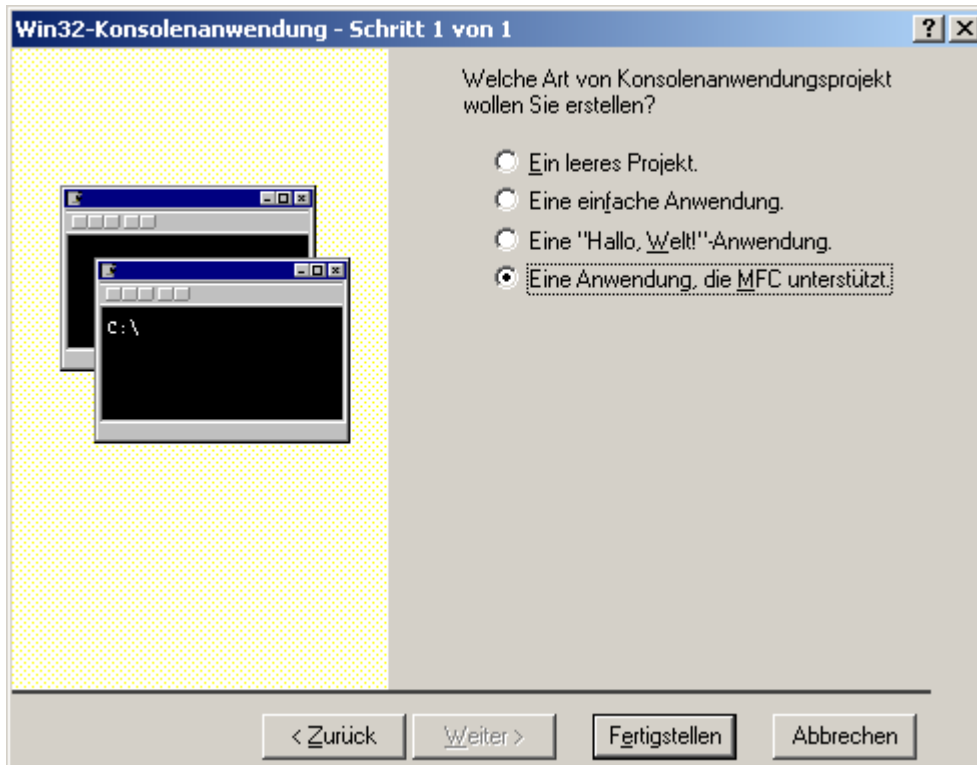 Win32-Konsolenanwendung - Schritt 1 von 1
Welche Art von Konsolenanwendungsprojekt
wollen Sie erstellen?
Ein leeres Projekt.
Eine einfache Anwendung.
Eine "Hallo, Welt!"-Anwendung.
Eine Anwendung, die MFC unterstützt.
C:\
< Zurück
Weiter >
Fertigstellen
Abbrechen